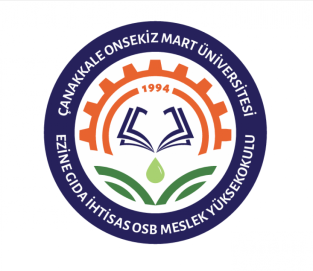 ÇANAKKALE ONSEKİZ MART ÜNİVERSİTESİ
1994
EZİNE GIDA İHTİSAS OSB MESLEK YÜKSEKOKULU